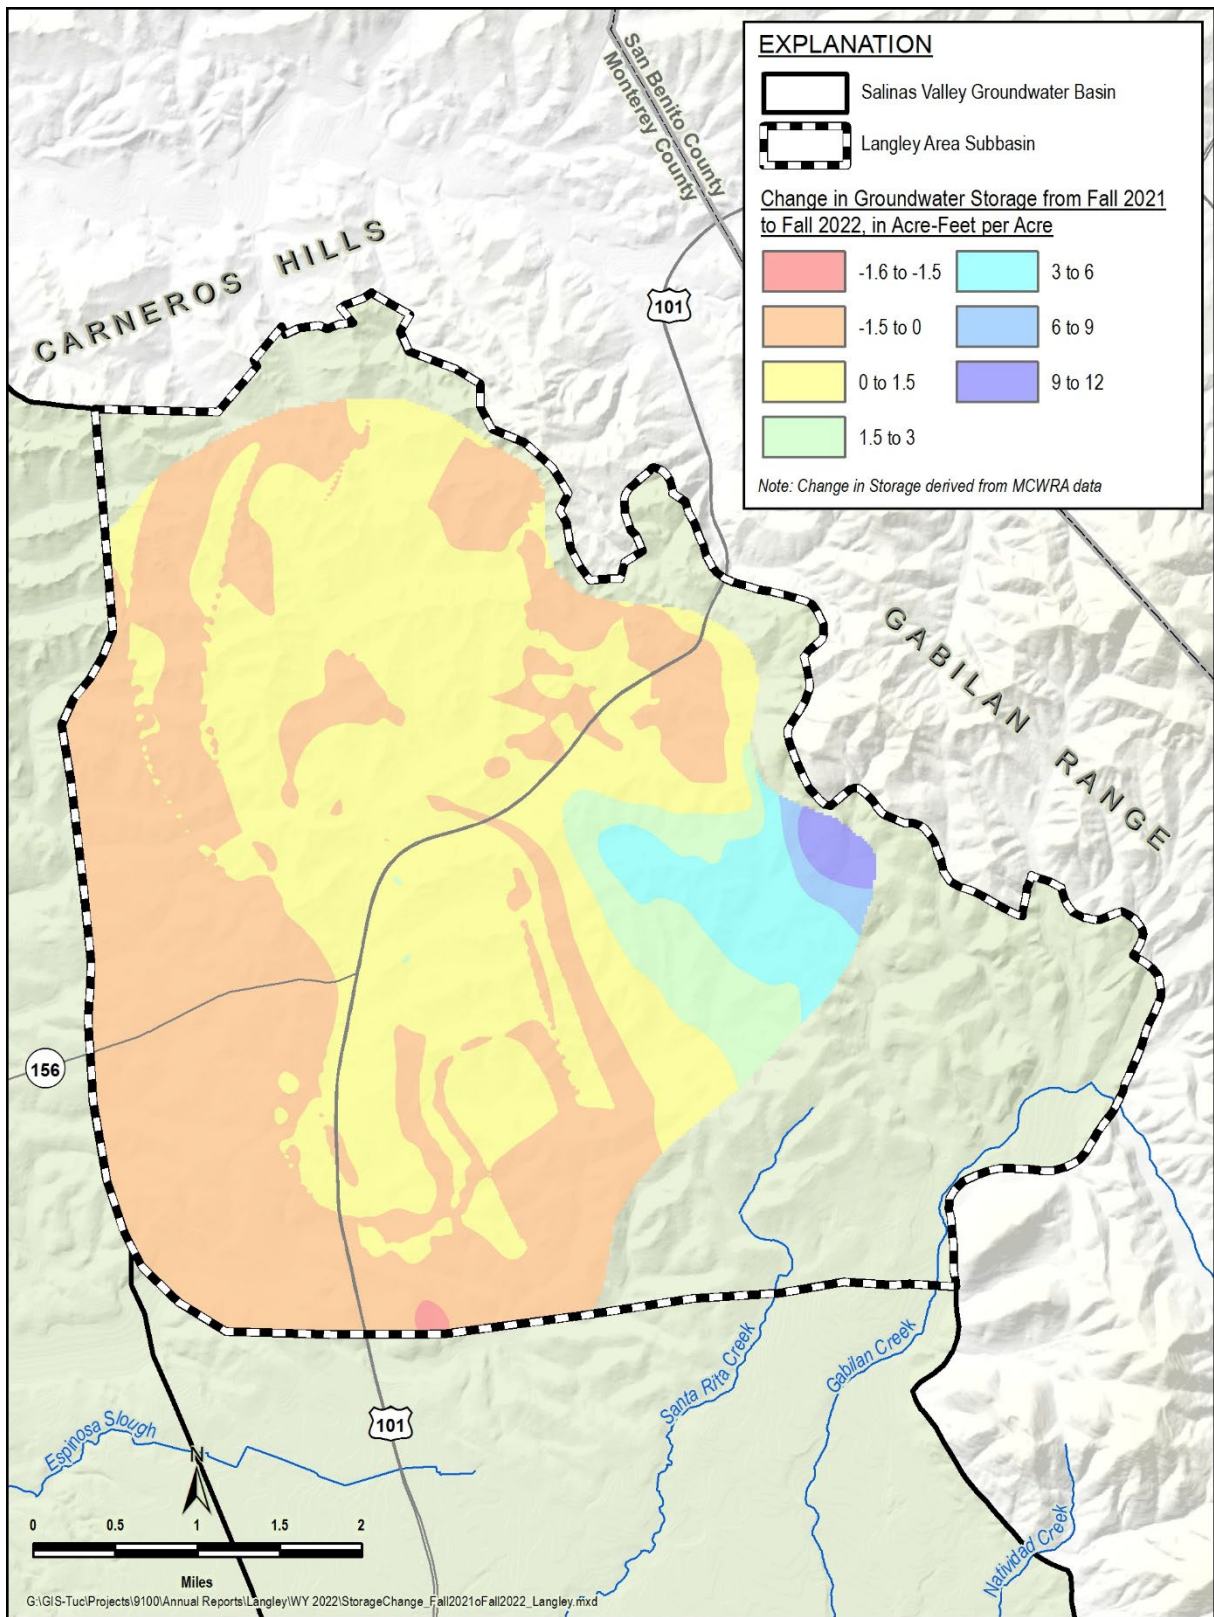 San Benito County
Monterey County
EXPLANATION
Salinas Valley Groundwater Basin
Langley Area Subbasin
Change in Groundwater Storage from Fall 2021
to Fall 2022, in Acre-Feet per Acre
-1.6 to -1.5
3 to 6
-1.5 to 0
6 to 9
0 to 1.5
9 to 12
1.5 to 3
Note: Change in Storage derived from MCWRA data
CARNEROS HILLS
101
GABILAN RANGE
156
Santa Rita Creek
Gabilan Creek
101
Espinosa Slough
N
Natividad Creek
0 0.5 1 1.5 2
Miles
G:\GIS-Tuc\Projects\9100\Annual Reports\Langley\WY 2022\StorageChange_Fall2021oFall2022_Langley.mxd